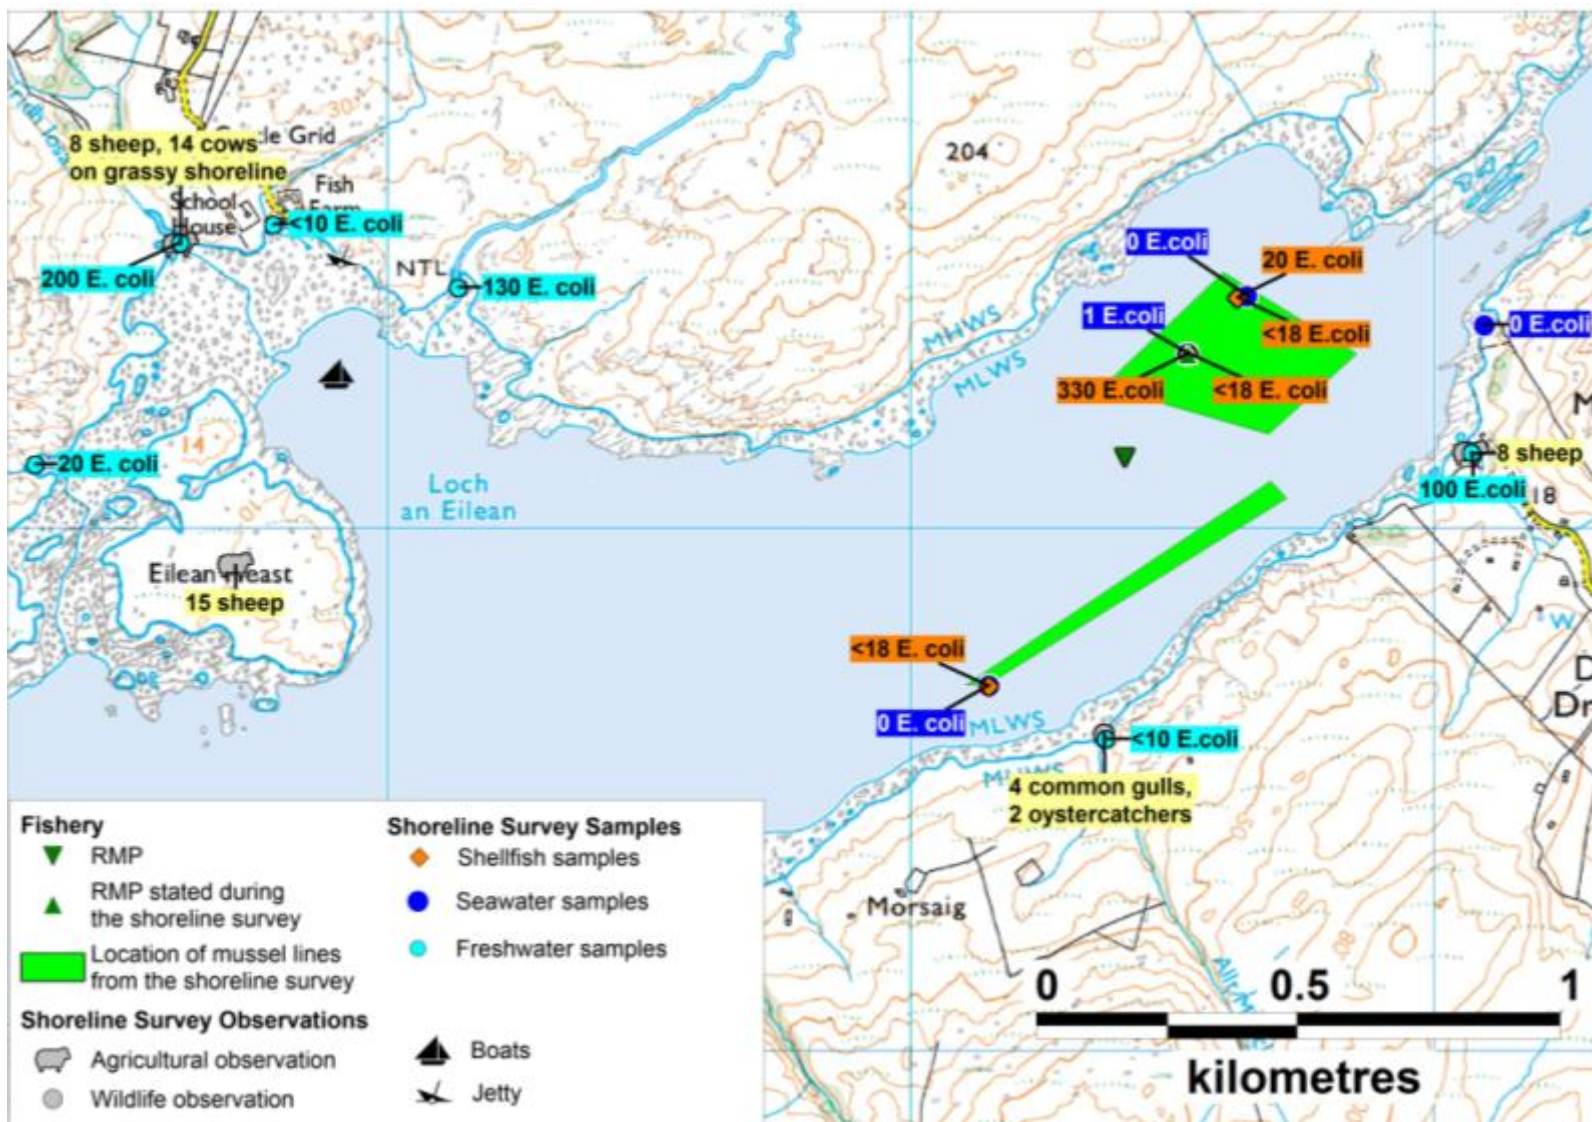 30
8 sheep, 14 cows
on grassy shoreline
le Grid
Fish
School
House
<10 E. coli
200 E. coli
NTL
130 E. coli
204
0 E.coli
20 E. coli
1 E.coli
<18 E.coli
0 E.coli
330 E.coli
<18 E. coli
MHWS
MLWS
14
20 E. coli
8 sheep
100 E.coli
18
Loch
an Eilean
10
Eilean
east
15 sheep
W
<18 E. coli
0 E. coli
MLWS
<10 E.coli
4 common gulls,
2 oystercatchers
Morsaig
80
Fishery
RMP
RMP stated during
the shoreline survey
Location of mussel lines
from the shoreline survey
Shoreline Survey Observations
Agricultural observation
Wildlife observation
Shoreline Survey Samples
Shellfish samples
Seawater samples
Freshwater samples
Boats
Jetty
0 0.5 1
kilometres